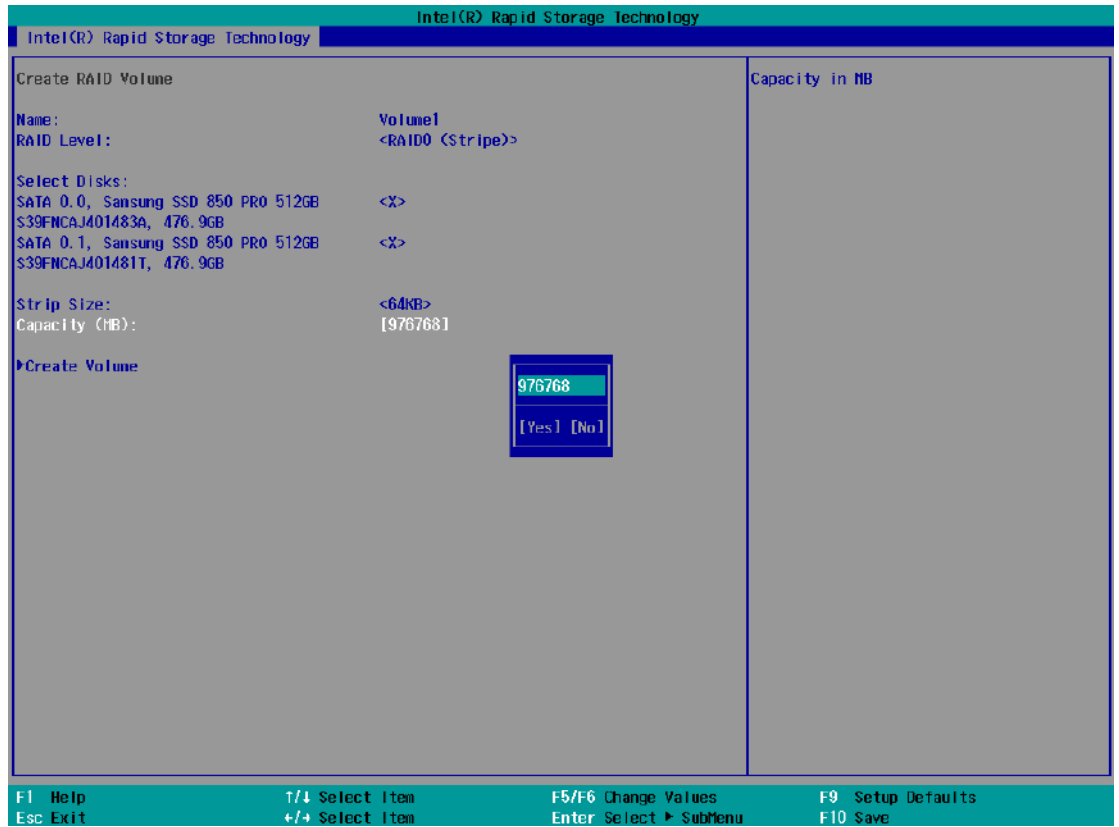 Intel(R) Rapid Storage Technology
Intel(R) Rapid Storage Technology
Create RAID Volume
Capacity in MB
Name: Volume1
RAID Level: <RAID0 (Stripe)>
Select Disks:
SATA 0.0, Samsung SSD 850 PRO 512GB <X>
S39FNCAJ401483A, 476.9GB
SATA 0.1, Samsung SSD 850 PRO 512GB <X>
S39FNCAJ401481T, 476.9GB
Strip Size: <64KB>
Capacity (MB): [976768]
▶Create Volume
976768
[Yes] [No]
F1 Help ↑/↓ Select Item F5/F6 Change Values F9 Setup Defaults
Esc Exit ←/→ Select Item Enter Select ▶ SubMenu F10 Save